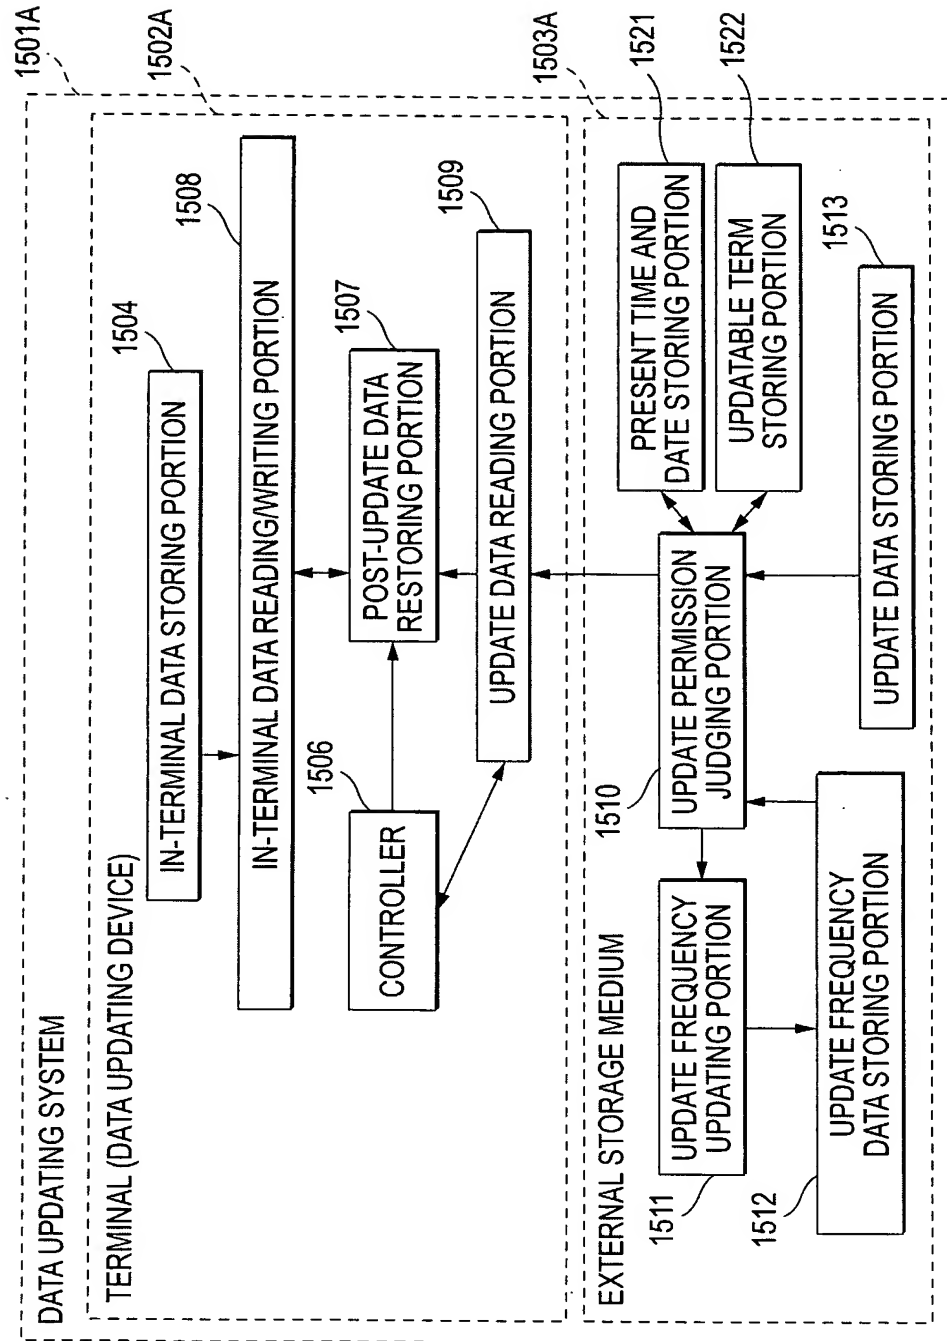 1501A
DATA UPDATING SYSTEM
1502A
TERMINAL (DATA UPDATING DEVICE)
1504
IN-TERMINAL DATA STORING PORTION
1508
IN-TERMINAL DATA READING/WRITING PORTION
1506
CONTROLLER
1507
POST-UPDATE DATA
RESTORING PORTION
1509
UPDATE DATA READING PORTION
1503A
EXTERNAL STORAGE MEDIUM
1521
PRESENT TIME AND
DATE STORING PORTION
1522
UPDATABLE TERM
STORING PORTION
1510
UPDATE PERMISSION
JUDGING PORTION
1511
UPDATE FREQUENCY
UPDATING PORTION
1512
UPDATE FREQUENCY
DATA STORING PORTION
1513
UPDATE DATA STORING PORTION